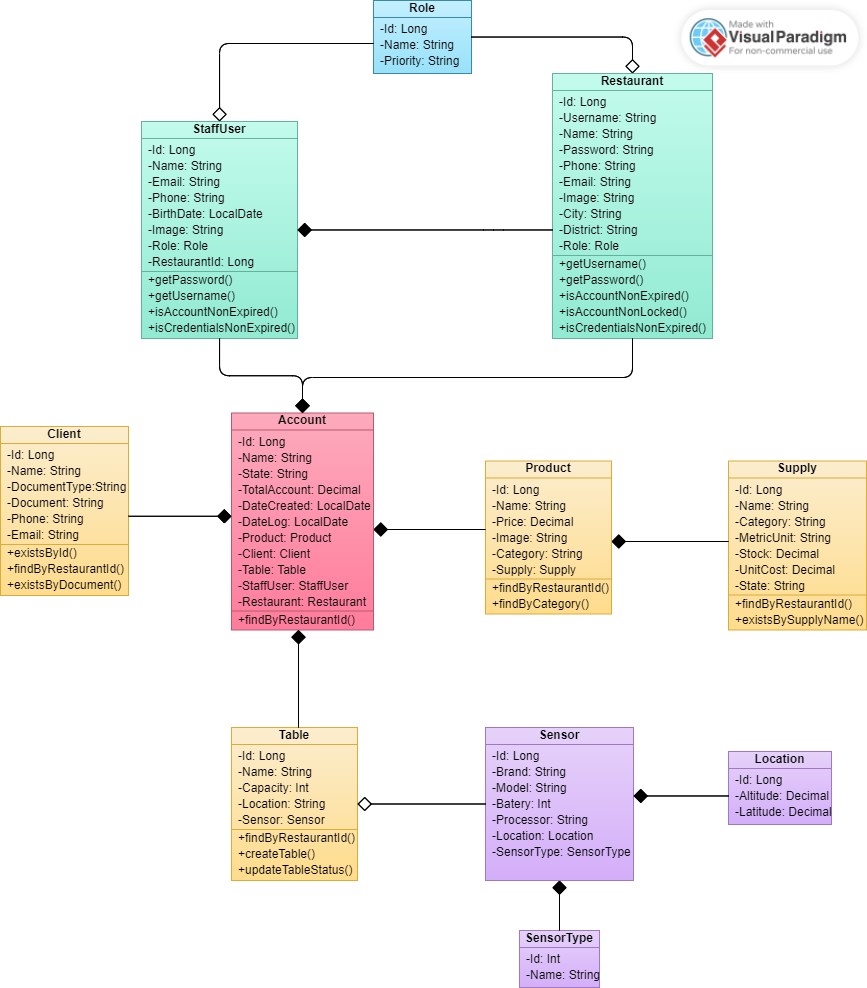 Role
-Id: Long
-Name: String
-Priority: String
Made with
VisualParadigm
For non-commercial use
StaffUser
-Id: Long
-Name: String
-Email: String
-Phone: String
-BirthDate: LocalDate
-Image: String
-Role: Role
-RestaurantId: Long
+getPassword()
+getUsername()
+isAccountNonExpired()
+isCredentialsNonExpired()
Restaurant
-Id: Long
-Username: String
-Name: String
-Password: String
-Phone: String
-Email: String
-Image: String
-City: String
-District: String
-Role: Role
+getUsername()
+getPassword()
+isAccountNonExpired()
+isAccountNonLocked()
+isCredentialsNonExpired()
Client
-Id: Long
-Name: String
-DocumentType:String
-Document: String
-Phone: String
-Email: String
+existsById()
+findByRestaurantId()
+existsByDocument()
Account
-Id: Long
-Name: String
-State: String
-TotalAccount: Decimal
-DateCreated: LocalDate
-DateLog: LocalDate
-Product: Product
-Client: Client
-Table: Table
-StaffUser: StaffUser
-Restaurant: Restaurant
+findByRestaurantId()
Product
-Id: Long
-Name: String
-Price: Decimal
-Image: String
-Category: String
-Supply: Supply
+findByRestaurantId()
+findByCategory()
Supply
-Id: Long
-Name: String
-Category: String
-MetricUnit: String
-Stock: Decimal
-UnitCost: Decimal
-State: String
+findByRestaurantId()
+existsBySupplyName()
Table
-Id: Long
-Name: String
-Capacity: Int
-Location: String
-Sensor: Sensor
+findByRestaurantId()
+createTable()
+updateTableStatus()
Sensor
-Id: Long
-Brand: String
-Model: String
-Batery: Int
-Processor: String
-Location: Location
-SensorType: SensorType
Location
-Id: Long
-Altitude: Decimal
-Latitude: Decimal
SensorType
-Id: Int
-Name: String